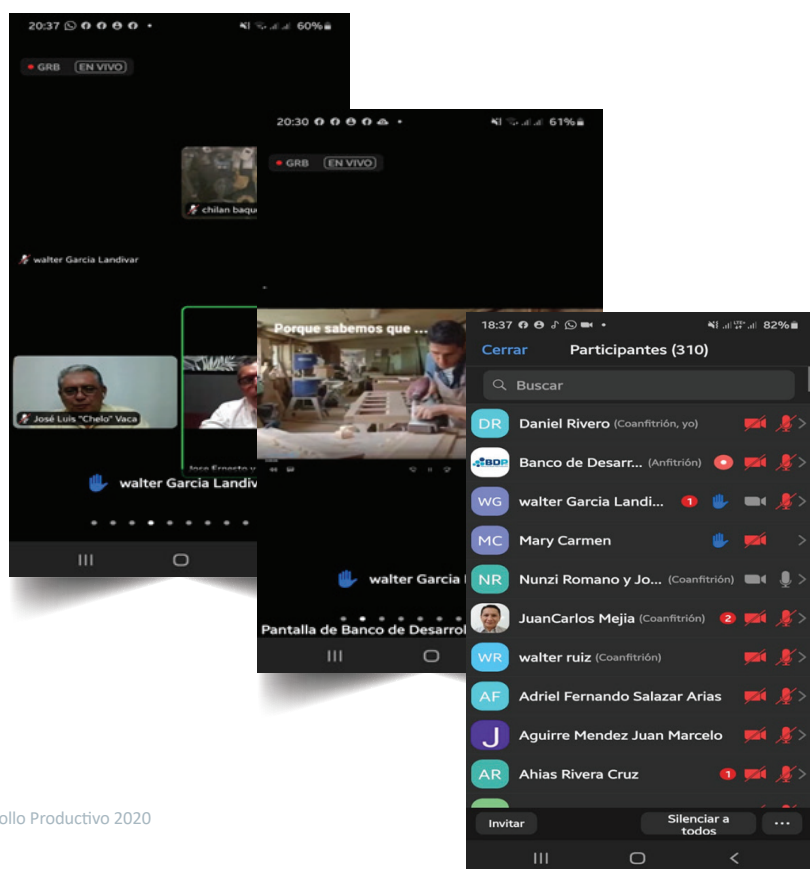 20:37
60%
GRB EN VIVO
chilan baqu
walter Garcia Landivar
José Luis "Chelo" Vaca
Jose Ernesto y
walter Garcia Landiv
20:30
61%
GRB EN VIVO
Porque sabemos que ...
walter Garcia
Pantalla de Banco de Desarrol
18:37
82%
Cerrar Participantes (310)
Buscar
DR Daniel Rivero (Coanfitrión, yo)
BDP Banco de Desarr... (Anfitrión)
WG walter Garcia Landi... 1
MC Mary Carmen
NR Nunzi Romano y Jo... (Coanfitrión)
JuanCarlos Mejia (Coanfitrión) 2
WR walter ruiz (Coanfitrión)
AF Adriel Fernando Salazar Arias
J Aguirre Mendez Juan Marcelo
AR Ahias Rivera Cruz 1
Invitar Silenciar a
todos ...
ollo Productivo 2020